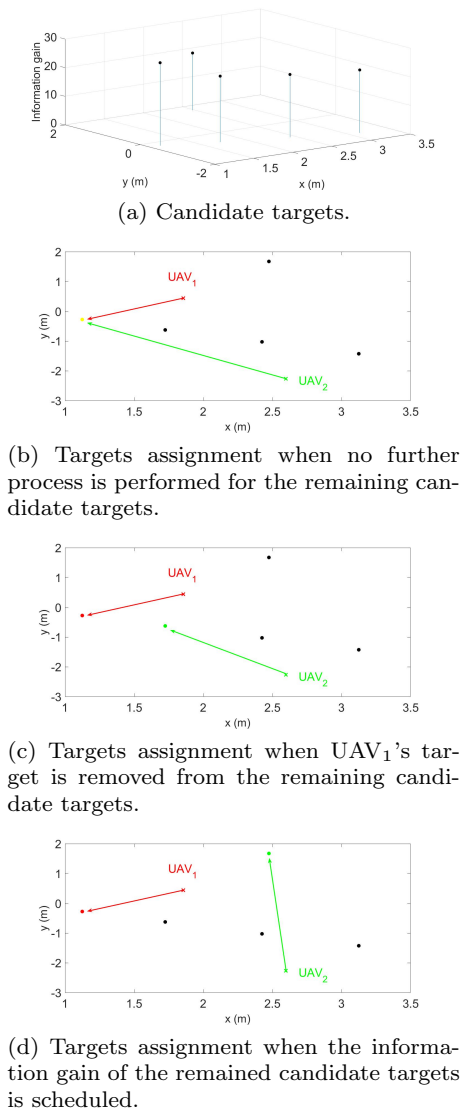 30
20
10
0
Information gain
2
0
-2
y (m)
1
1.5
2
2.5
3
3.5
x (m)
(a) Candidate targets.
2
1
0
-1
-2
-3
y (m)
UAV1
UAV2
1
1.5
2
2.5
3
3.5
x (m)
(b) Targets assignment when no further
process is performed for the remaining can-
didate targets.
2
1
0
-1
-2
-3
y (m)
UAV1
UAV2
1
1.5
2
2.5
3
3.5
x (m)
(c) Targets assignment when UAV1's tar-
get is removed from the remaining candi-
date targets.
2
1
0
-1
-2
-3
y (m)
UAV1
UAV2
1
1.5
2
2.5
3
3.5
x (m)
(d) Targets assignment when the informa-
tion gain of the remained candidate targets
is scheduled.